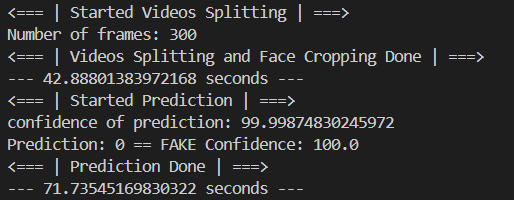 <=== | Started Videos Splitting | ===>
Number of frames: 300
<=== | Videos Splitting and Face Cropping Done | ===>
--- 42.88801383972168 seconds ---
<=== | Started Prediction | ===>
confidence of prediction: 99.99874830245972
Prediction: 0 == FAKE Confidence: 100.0
<=== | Prediction Done | ===>
--- 71.73545169830322 seconds ---